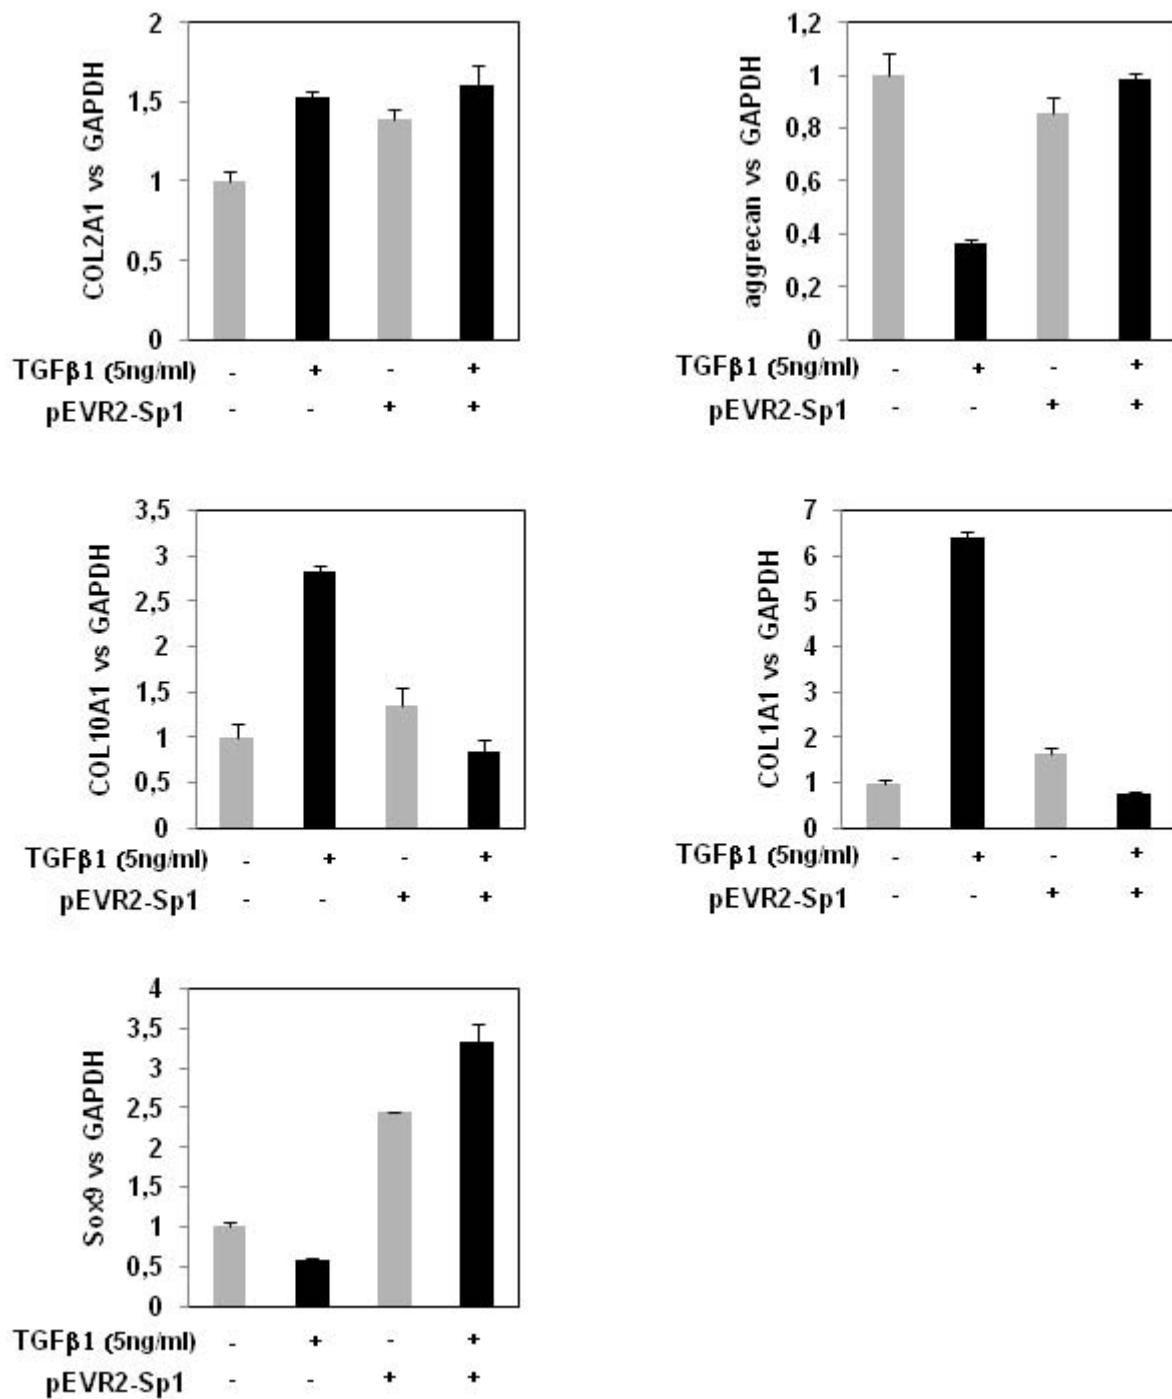 COL2A1 vs GAPDH
2
1,5
1
0,5
0
TGFβ1 (5ng/ml) - + - +
pEVR2-Sp1 - - + +
aggrecan vs GAPDH
1,2
1
0,8
0,6
0,4
0,2
0
TGFβ1 (5ng/ml) - + - +
pEVR2-Sp1 - - + +
COL10A1 vs GAPDH
3,5
3
2,5
2
1,5
1
0,5
0
TGFβ1 (5ng/ml) - + - +
pEVR2-Sp1 - - + +
COL1A1 vs GAPDH
7
6
5
4
3
2
1
0
TGFβ1 (5ng/ml) - + - +
pEVR2-Sp1 - - + +
Sox9 vs GAPDH
4
3,5
3
2,5
2
1,5
1
0,5
0
TGFβ1 (5ng/ml) - + - +
pEVR2-Sp1 - - + +